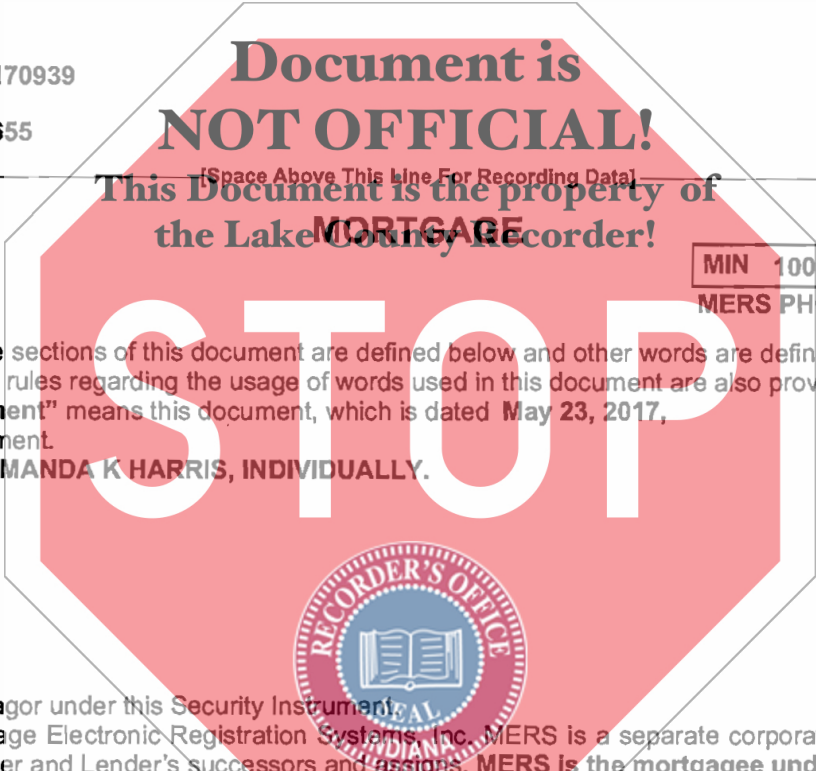 Document is
170939
NOT OFFICIAL!
655
[Space Above This Line For Recording Data]
This Document is the property of
MORTGAGE
the Lake County Recorder!
MIN 100
MERS PH
STOP
e sections of this document are defined below and other words are defin
rules regarding the usage of words used in this document are also prov
ent” means this document, which is dated May 23, 2017,
ment.
MANDA K HARRIS, INDIVIDUALLY.
RECORDER'S OFFICE
SEAL
INDIANA
agor under this Security Instrument.
age Electronic Registration Systems, Inc. MERS is a separate corpora
er and Lender's successors and assigns. MERS is the mortgagee und